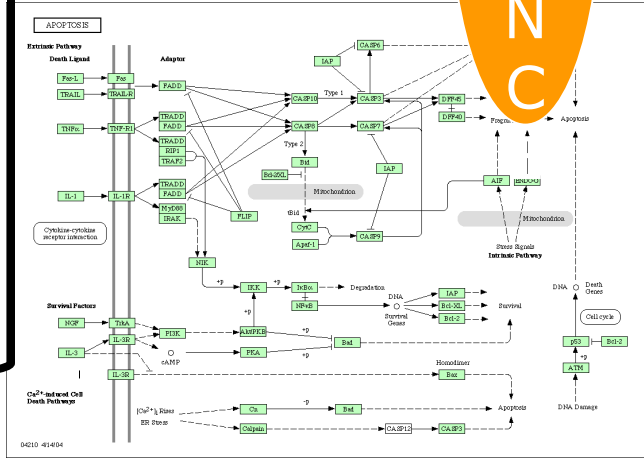 APOPTOSIS
N
C
Extrinsic Pathway
Death Ligand
Adaptor
Fas-L
Fas
FADD
TRAIL
TRAIL-R
TNFα
TNF-R1
TRADD
FADD
TRADD
RIP1
TRAF2
IL-1
IL-1R
TRADD
FADD
MyD88
IRAK
FLIP
NIK
CASP6
IAP
CASP10
Type 1
CASP3
CASP8
CASP7
Type 2
Bid
Bcl-2/XL
IAP
Mitochondrion
tBid
CytC
Apaf-1
CASP9
DFF45
DFF40
Apoptosis
AIF
ENDO-G
Mitochondrion
Stress Signals
Intrinsic Pathway
Cytokine-cytokine
receptor interaction
+p
IKK
+p
IκBα
Degradation
NFκB
DNA
Survival
Genes
IAP
Bcl-XL
Bcl-2
Survival
DNA
Death
Genes
Cell cycle
Survival Factors
NGF
TrkA
IL-3R
PI3K
Akt/PKB
+p
+p
Bad
IL-3
cAMP
PKA
+p
p53
Bcl-2
+p
ATM
DNA Damage
IL-3R
Homodimer
Bax
Ca2+-induced Cell
Death Pathways
[Ca2+]i Rises
ER Stress
Cn
-p
Bad
Apoptosis
Calpain
CASP12
CASP3
04210 4/14/04